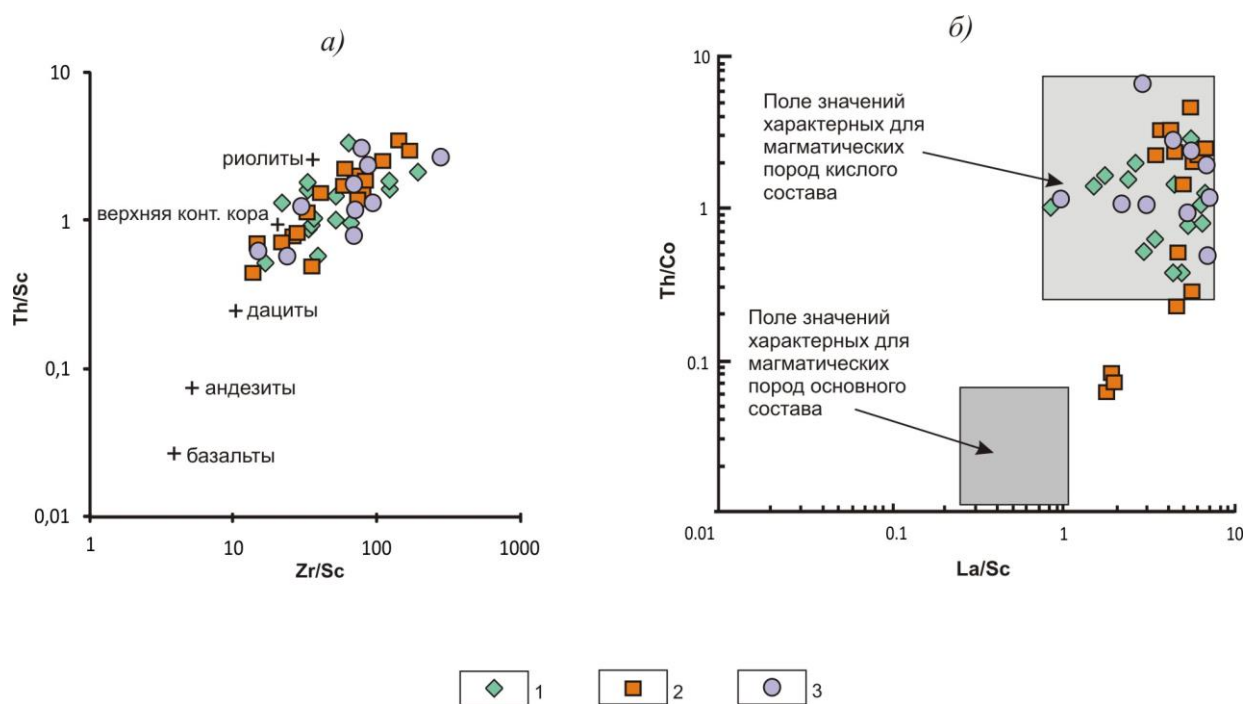 а)
10
1
0,1
0,01
1
10
100
1000
Th/Sc
Zr/Sc
риолиты
верхняя конт. кора
дациты
андезиты
базальты
б)
10
1
0.1
0.01
0.1
1
10
Th/Co
La/Sc
Поле значений
характерных для
магматических
пород кислого
состава
Поле значений
характерных для
магматических
пород основного
состава
1
2
3